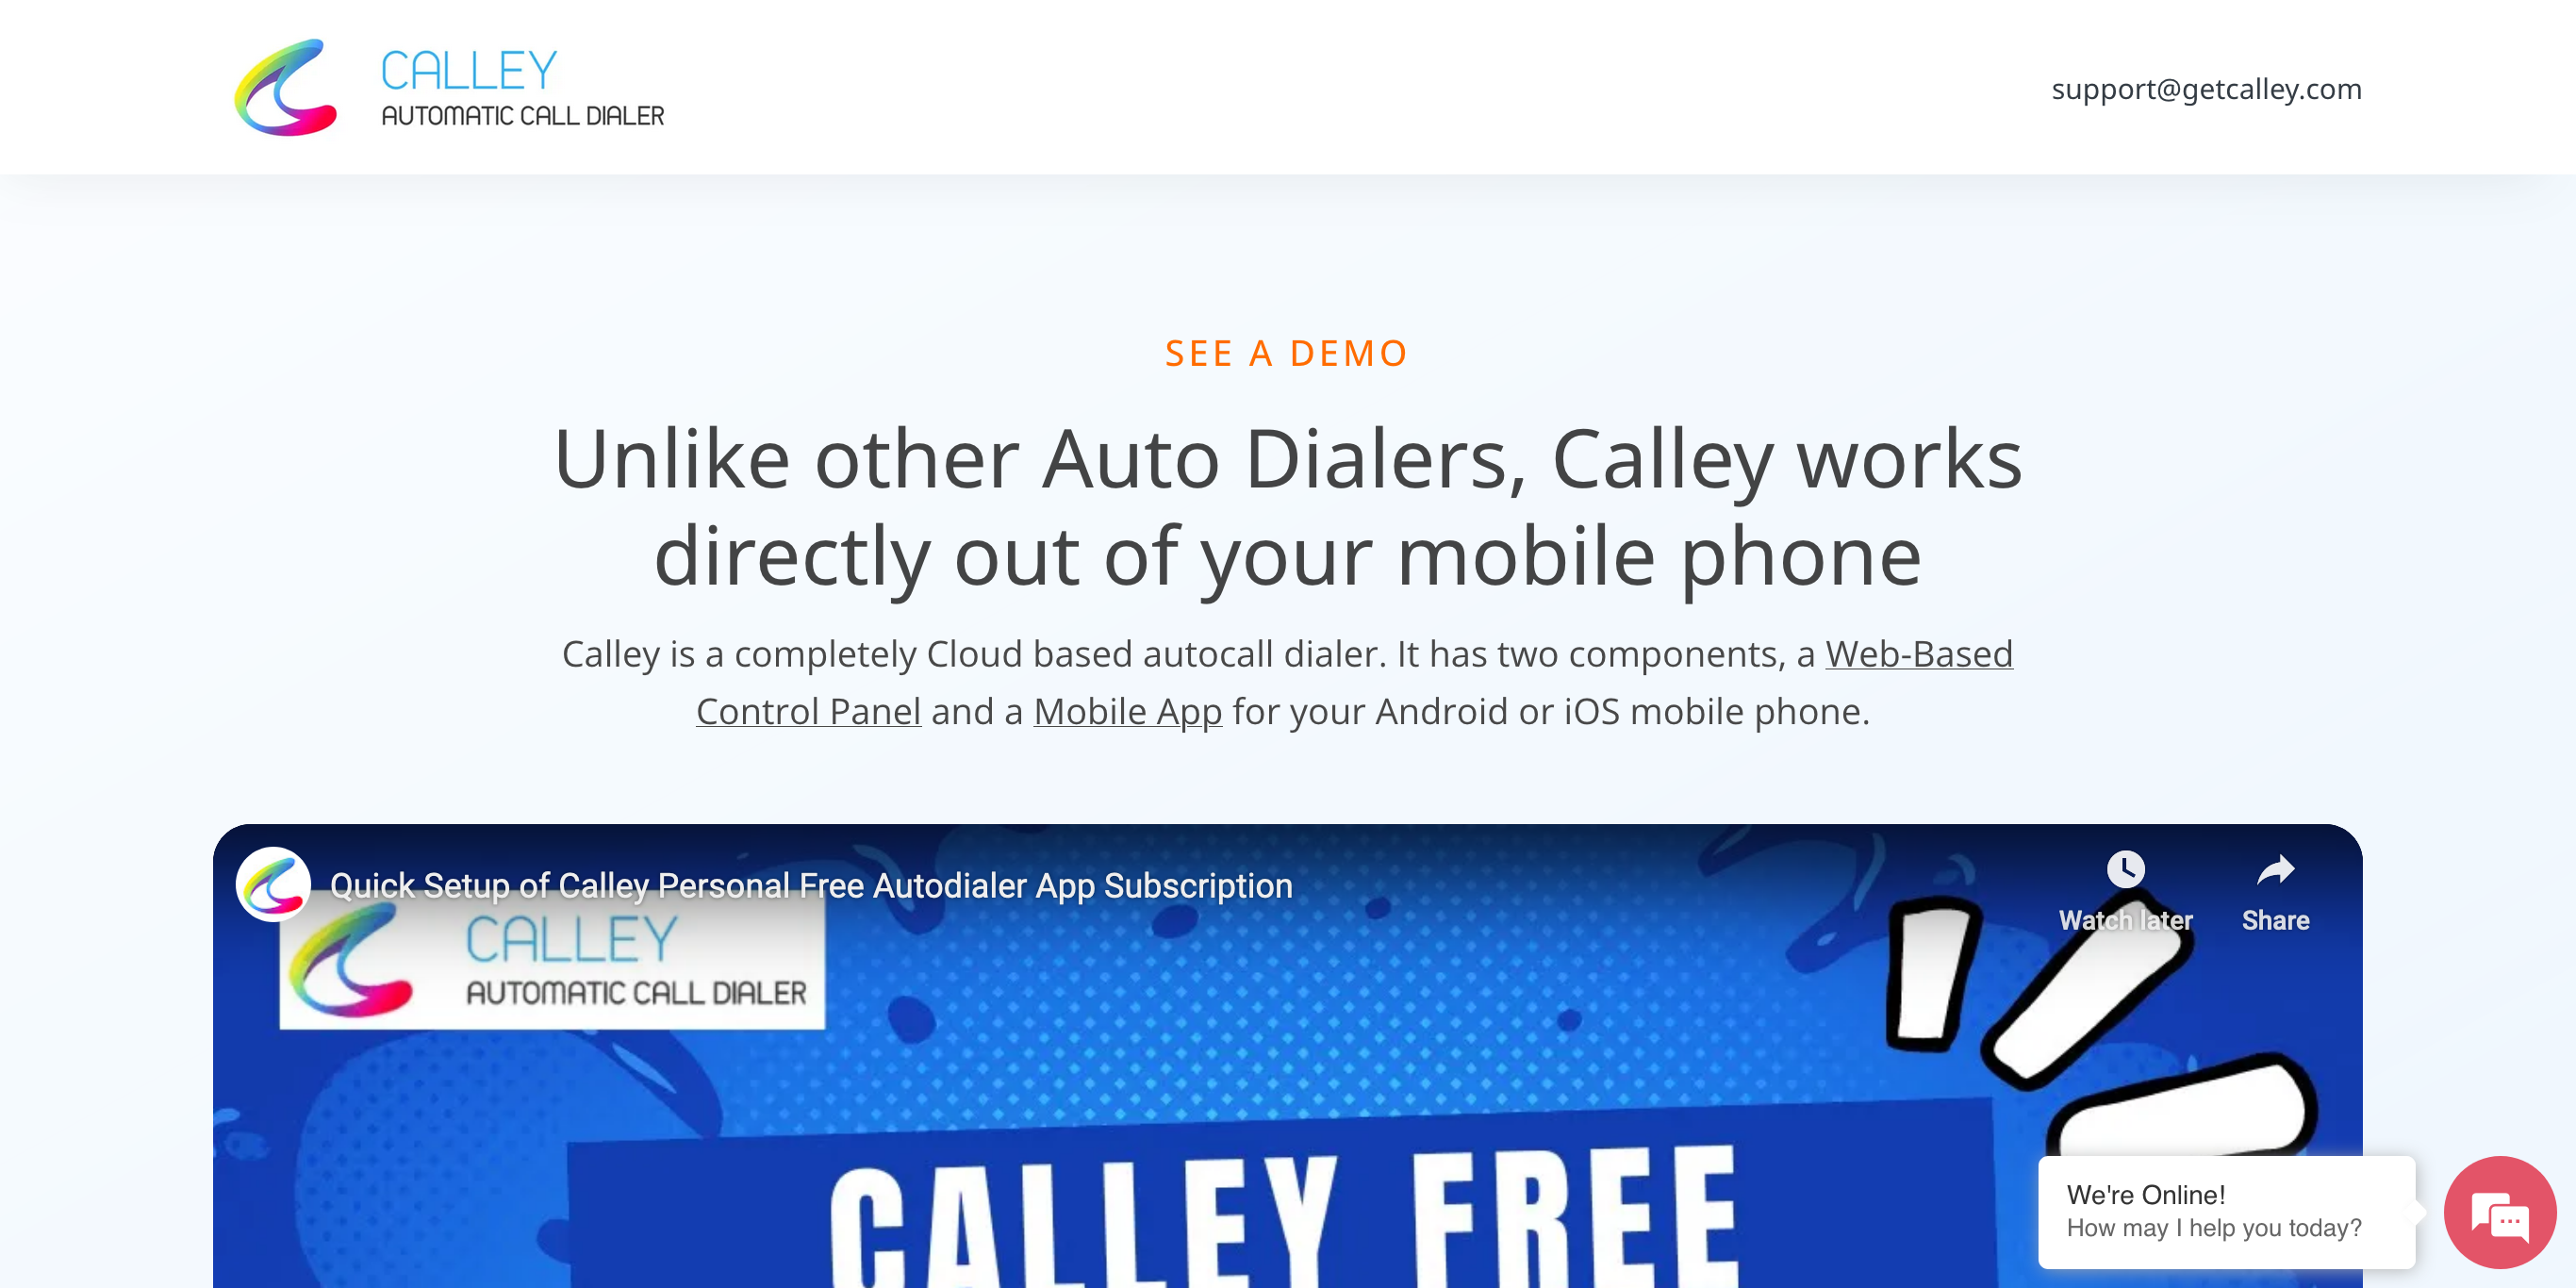 CALLEY
AUTOMATIC CALL DIALER
support@getcalley.com
SEE A DEMO
Unlike other Auto Dialers, Calley works
directly out of your mobile phone
Calley is a completely Cloud based autocall dialer. It has two components, a Web-Based
Control Panel and a Mobile App for your Android or iOS mobile phone.
Quick Setup of Calley Personal Free Autodialer App Subscription
Watch later
Share
CALLEY
AUTOMATIC CALL DIALER
CALLEY FREE
We're Online!
How may I help you today?